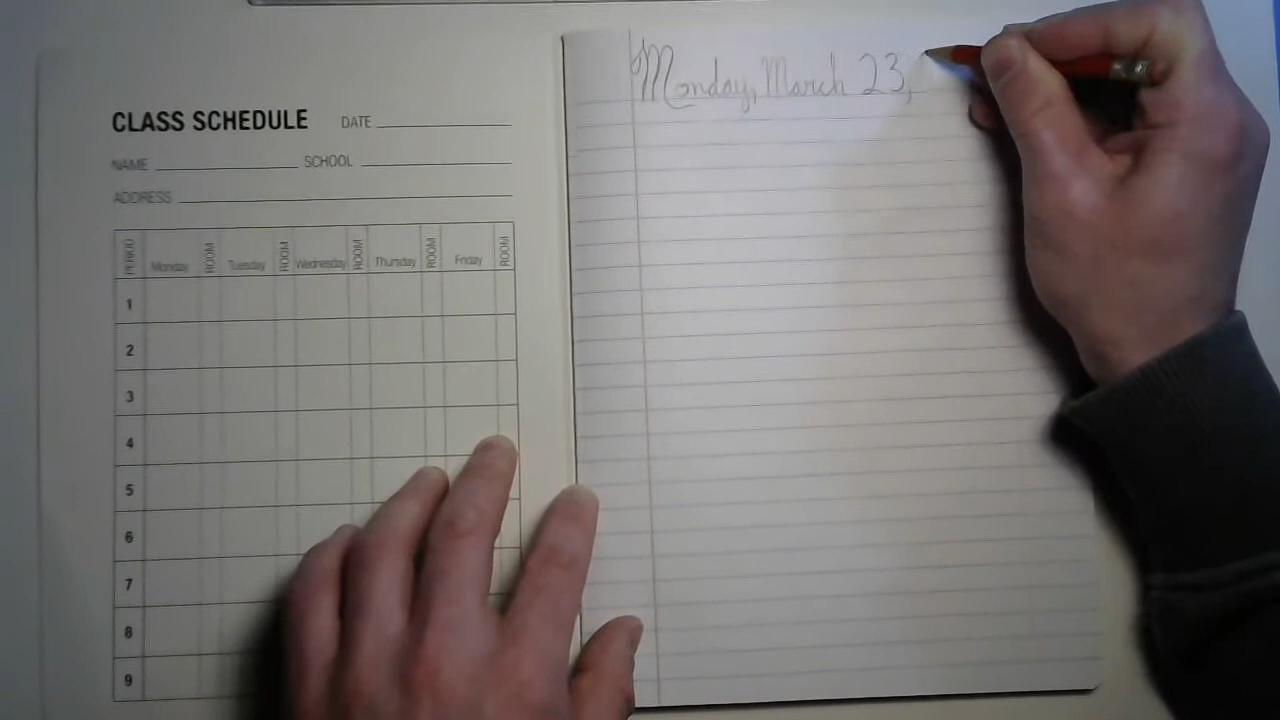 CLASS SCHEDULE DATE
NAME SCHOOL
ADDRESS
PERIOD Monday ROOM Tuesday ROOM Wednesday ROOM Thursday ROOM Friday ROOM
1
2
3
4
5
6
7
8
9
Monday, March 23,